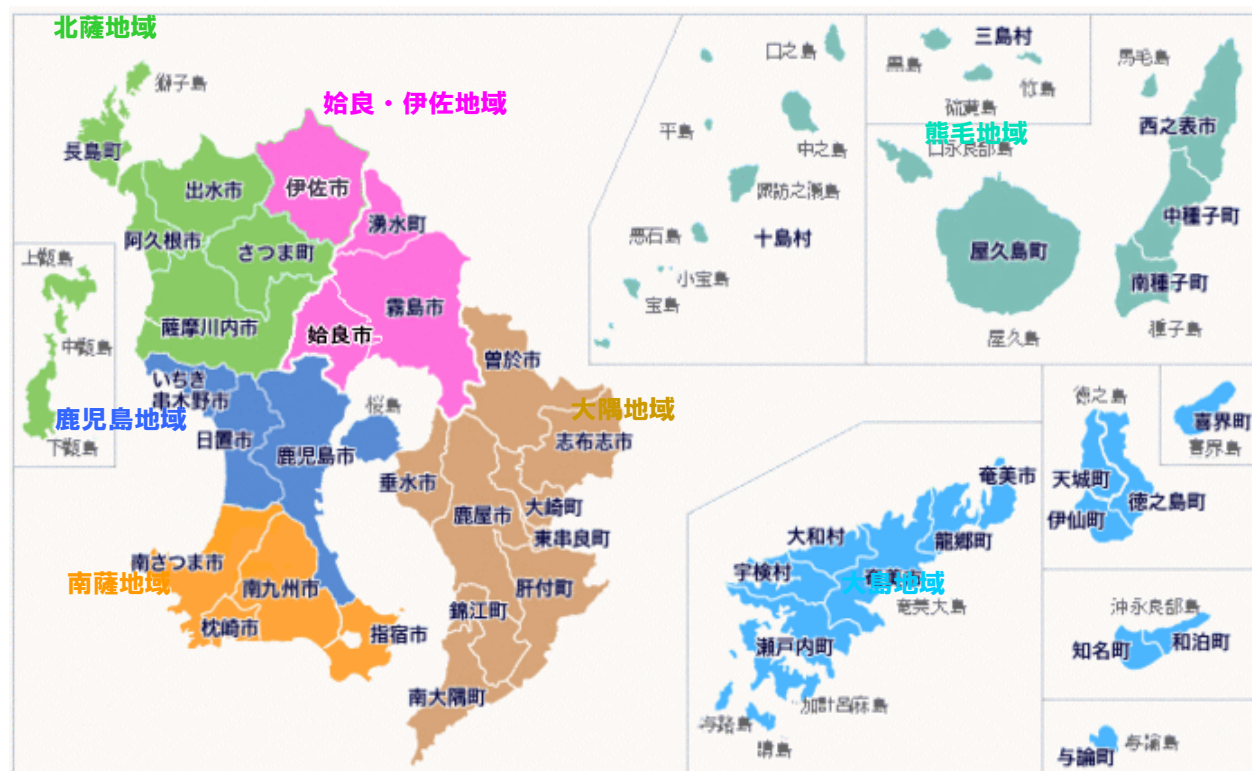 北薩地域
獅子島
長島町
出水市
阿久根市
さつま町
薩摩川内市
上甑島
中甑島
下甑島
姶良・伊佐地域
伊佐市
湧水町
霧島市
姶良市
鹿児島地域
いちき
串木野市
日置市
鹿児島市
桜島
南薩地域
南さつま市
南九州市
枕崎市
指宿市
大隅地域
曽於市
志布志市
垂水市
鹿屋市
大崎町
東串良町
肝付町
錦江町
南大隅町
口之島
平島
中之島
諏訪之瀬島
悪石島
十島村
小宝島
宝島
三島村
黒島
竹島
硫黄島
熊毛地域
口永良部島
屋久島町
屋久島
馬毛島
西之表市
中種子町
南種子町
種子島
大島地域
奄美市
龍郷町
大和村
宇検村
奄美市
奄美大島
瀬戸内町
加計呂麻島
与路島
請島
徳之島
天城町
徳之島町
伊仙町
喜界町
喜界島
沖永良部島
知名町
和泊町
与論町
与論島